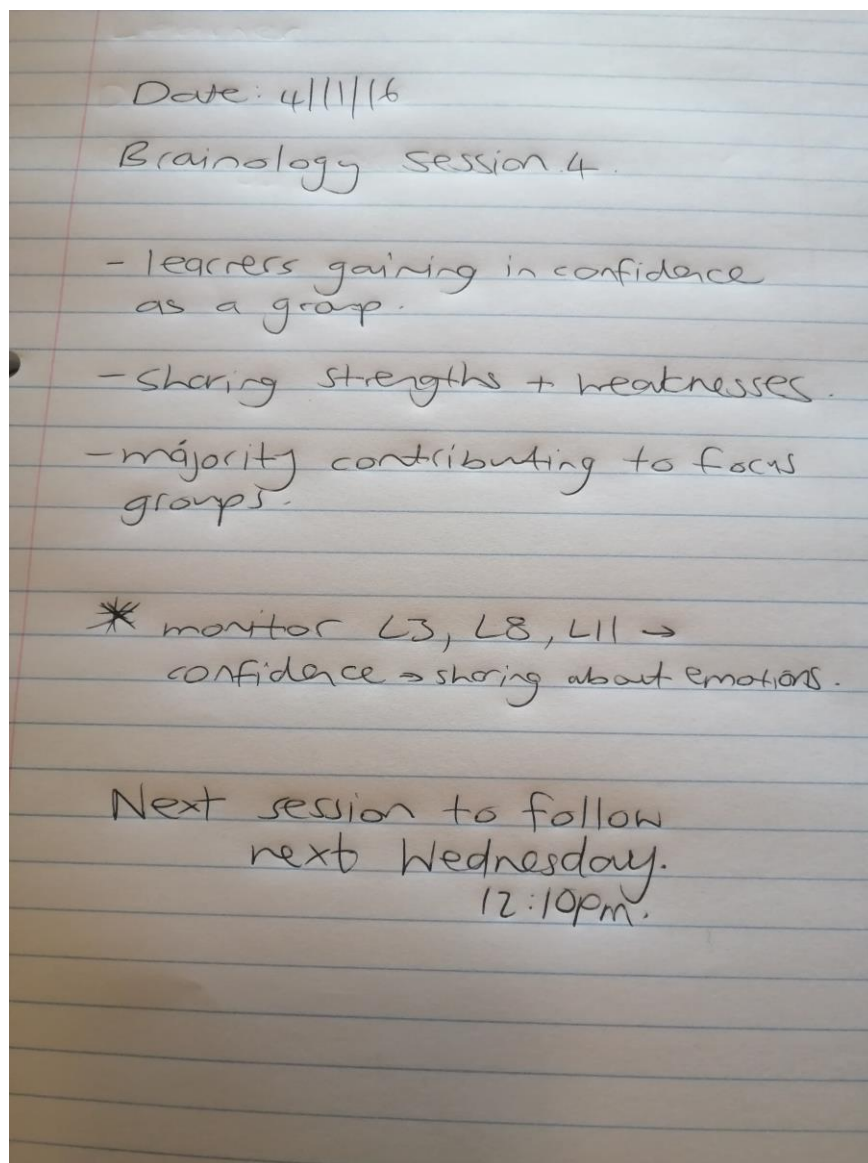 Date: 4/11/16
Brainology session 4.
- learners gaining in confidence
as a group.
- sharing strengths + weaknesses.
- majority contributing to focus
groups.
* monitor L3, L8, L11 →
confidence → sharing about emotions.
Next session to follow
next Wednesday.
12:10pm.